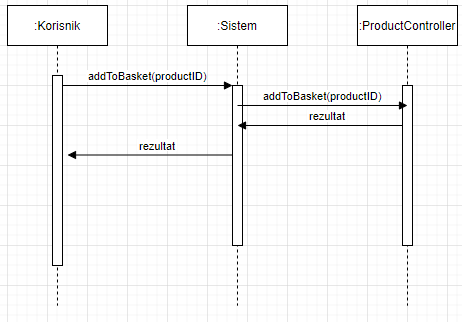 :Korisnik
:Sistem
:ProductController
addToBasket(productID)
addToBasket(productID)
rezultat
rezultat